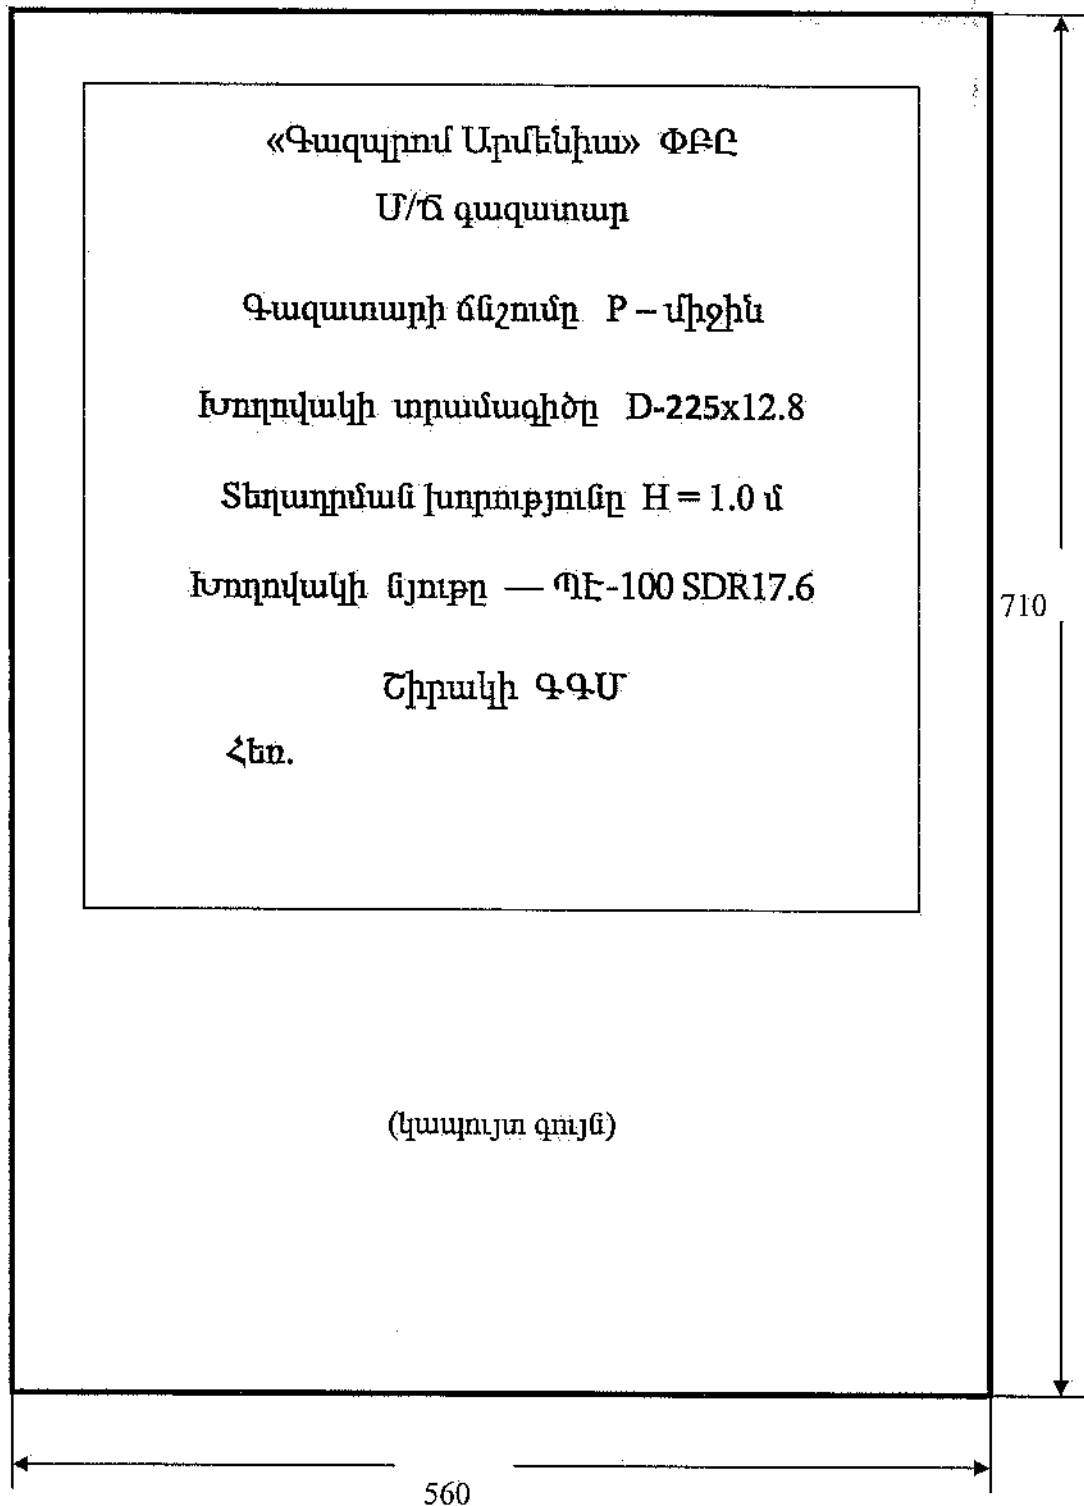 «Գազպրոմ Արմենիա» ՓԲԸ
Մ/Ճ գազատար
Գազատարի ճնշումը P – միջին
Խողովակի տրամագիծը D-225x12.8
Տեղադրման խորությունը H = 1.0 մ
Խողովակի նյութը — ՊԷ-100 SDR17.6
710
Շիրակի ԳԳՄ
Հեռ.
(կապույտ գույն)
560